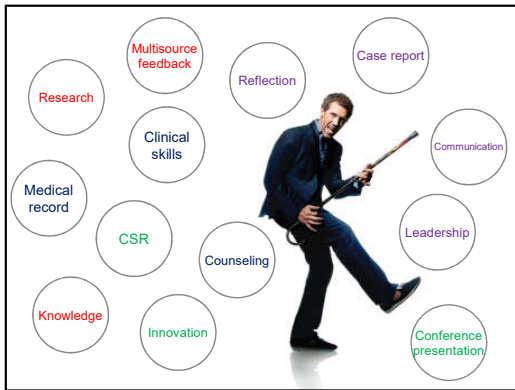 Multisource
feedback
Case report
Reflection
Research
Clinical
skills
Communication
Medical
record
CSR
Leadership
Counseling
Knowledge
Innovation
Conference
presentation